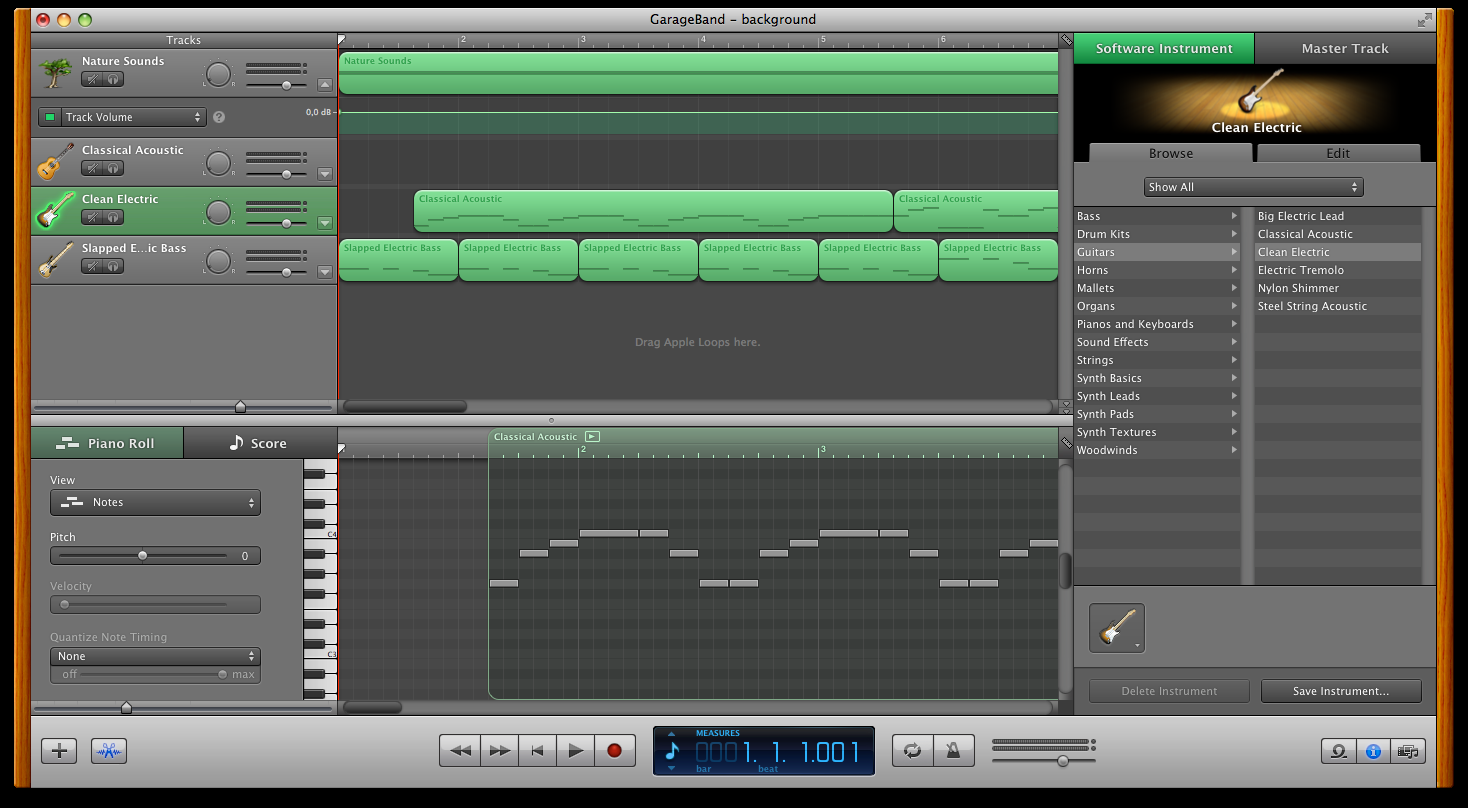 GarageBand – background
Tracks
2 3 4 5 6
Nature Sounds
L R
Nature Sounds
Track Volume
?
0,0 dB
Classical Acoustic
L R
Clean Electric
L R
Classical Acoustic
Classical Acoustic
Slapped E...ic Bass
L R
Slapped Electric Bass
Slapped Electric Bass
Slapped Electric Bass
Slapped Electric Bass
Slapped Electric Bass
Slapped Electric Bass
Drag Apple Loops here.
Software Instrument
Master Track
Clean Electric
Browse
Edit
Show All
Bass
Drum Kits
Guitars
Horns
Mallets
Organs
Pianos and Keyboards
Sound Effects
Strings
Synth Basics
Synth Leads
Synth Pads
Synth Textures
Woodwinds
Big Electric Lead
Classical Acoustic
Clean Electric
Electric Tremolo
Nylon Shimmer
Steel String Acoustic
Delete Instrument
Save Instrument...
Piano Roll
Score
Classical Acoustic
2 3
View
Notes
Pitch
0
Velocity
Quantize Note Timing
None
off max
C4
C3
MEASURES
0001. 1. 1.001
bar beat